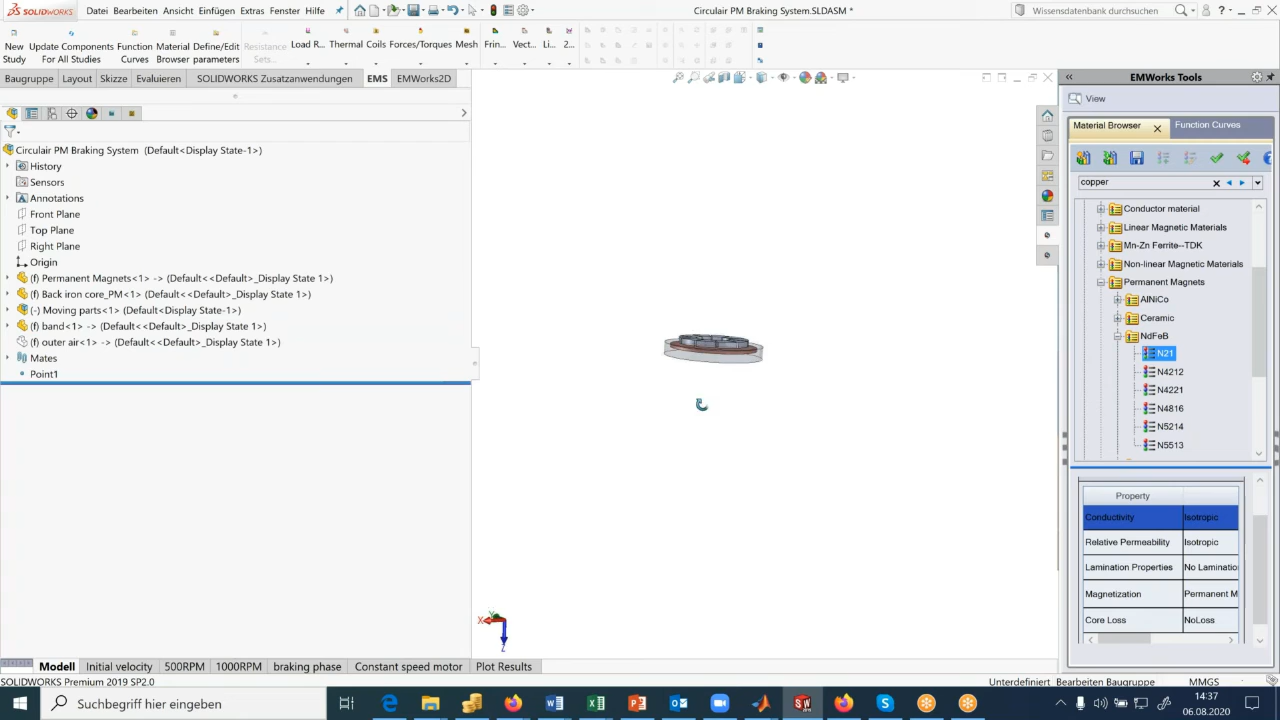 SOLIDWORKS
Datei Bearbeiten Ansicht Einfügen Extras Fenster Hilfe
Circulair PM Braking System.SLDASM *
Wissensdatenbank durchsuchen
New Study
Update Components For All Studies
Function Curves
Material Browser
Define/Edit parameters
Resistance Sets...
Load R...
Thermal
Coils
Forces/Torques
Mesh
Frin...
Vect...
Li...
2...
Baugruppe Layout Skizze Evaluieren SOLIDWORKS Zusatzanwendungen EMS EMWorks2D
Circulair PM Braking System (Default<Display State-1>)
History
Sensors
Annotations
Front Plane
Top Plane
Right Plane
Origin
(f) Permanent Magnets<1> -> (Default<<Default>_Display State 1>)
(f) Back iron core_PM<1> -> (Default<<Default>_Display State 1>)
(-) Moving parts<1> (Default<Display State-1>)
(f) band<1> -> (Default<<Default>_Display State 1>)
(f) outer air<1> -> (Default<<Default>_Display State 1>)
Mates
Point1
X
Y
Z
EMWorks Tools
View
Material Browser
Function Curves
copper
Conductor material
Linear Magnetic Materials
Mn-Zn Ferrite--TDK
Non-linear Magnetic Materials
Permanent Magnets
AlNiCo
Ceramic
NdFeB
N21
N4212
N4221
N4816
N5214
N5513
Property
Conductivity Isotropic
Relative Permeability Isotropic
Lamination Properties No Laminatio
Magnetization Permanent M
Core Loss NoLoss
Modell Initial velocity 500RPM 1000RPM braking phase Constant speed motor Plot Results
SOLIDWORKS Premium 2019 SP2.0
Unterdefiniert Bearbeiten Baugruppe
MMGS
Suchbegriff hier eingeben
14:37
06.08.2020